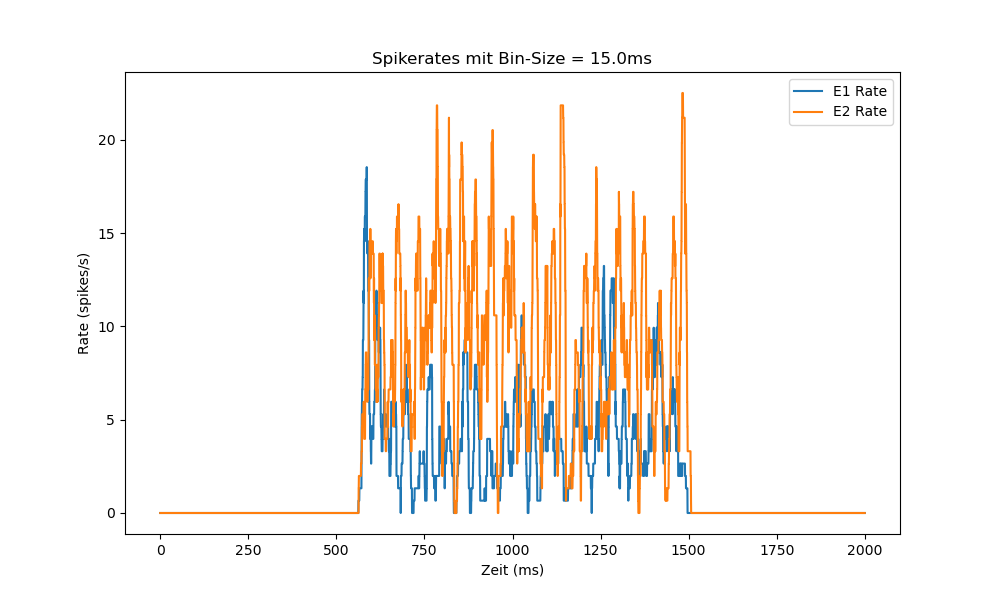 Spikerates mit Bin-Size = 15.0ms
E1 Rate
E2 Rate
Rate (spikes/s)
20
15
10
5
0
0 250 500 750 1000 1250 1500 1750 2000
Zeit (ms)